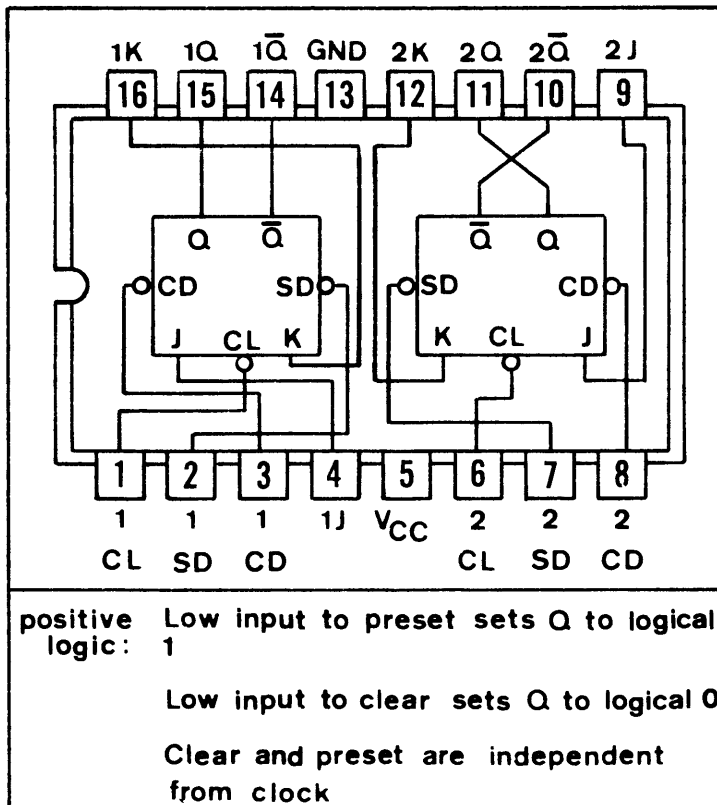 1K 1Q 1Q̅ GND 2K 2Q 2Q̅ 2J
16 15 14 13 12 11 10 9
Q Q̅ Q̅ Q
CD SD SD CD
J CL K K CL J
1 2 3 4 5 6 7 8
1 1 1 1J VCC 2 2 2
CL SD CD CL SD CD
positive Low input to preset sets Q to logical
logic: 1
Low input to clear sets Q to logical 0
Clear and preset are independent
from clock